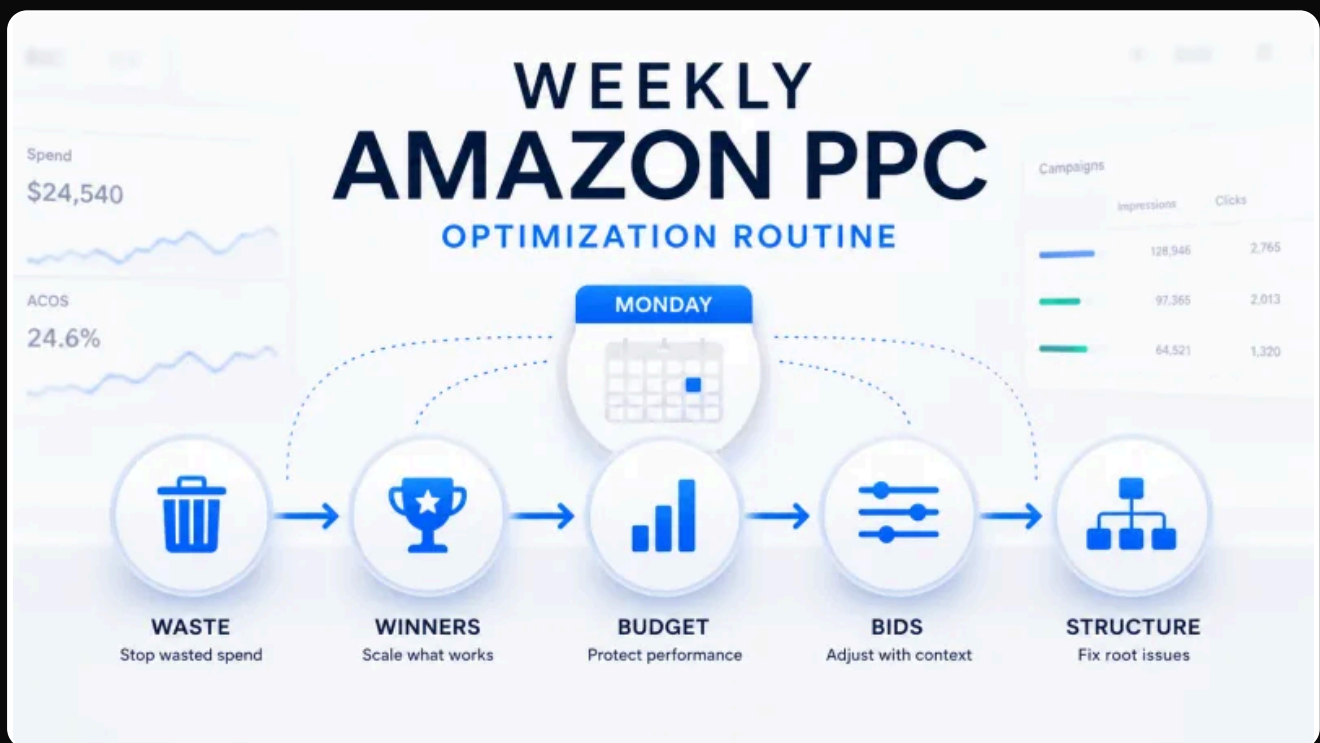 WEEKLY
AMAZON PPC
OPTIMIZATION ROUTINE
Spend
$24,540
ACOS
24.6%
Campaigns
Impressions Clicks
128,946 2,765
97,365 2,013
64,521 1,320
MONDAY
WASTE
Stop wasted spend
WINNERS
Scale what works
BUDGET
Protect performance
BIDS
Adjust with context
STRUCTURE
Fix root issues